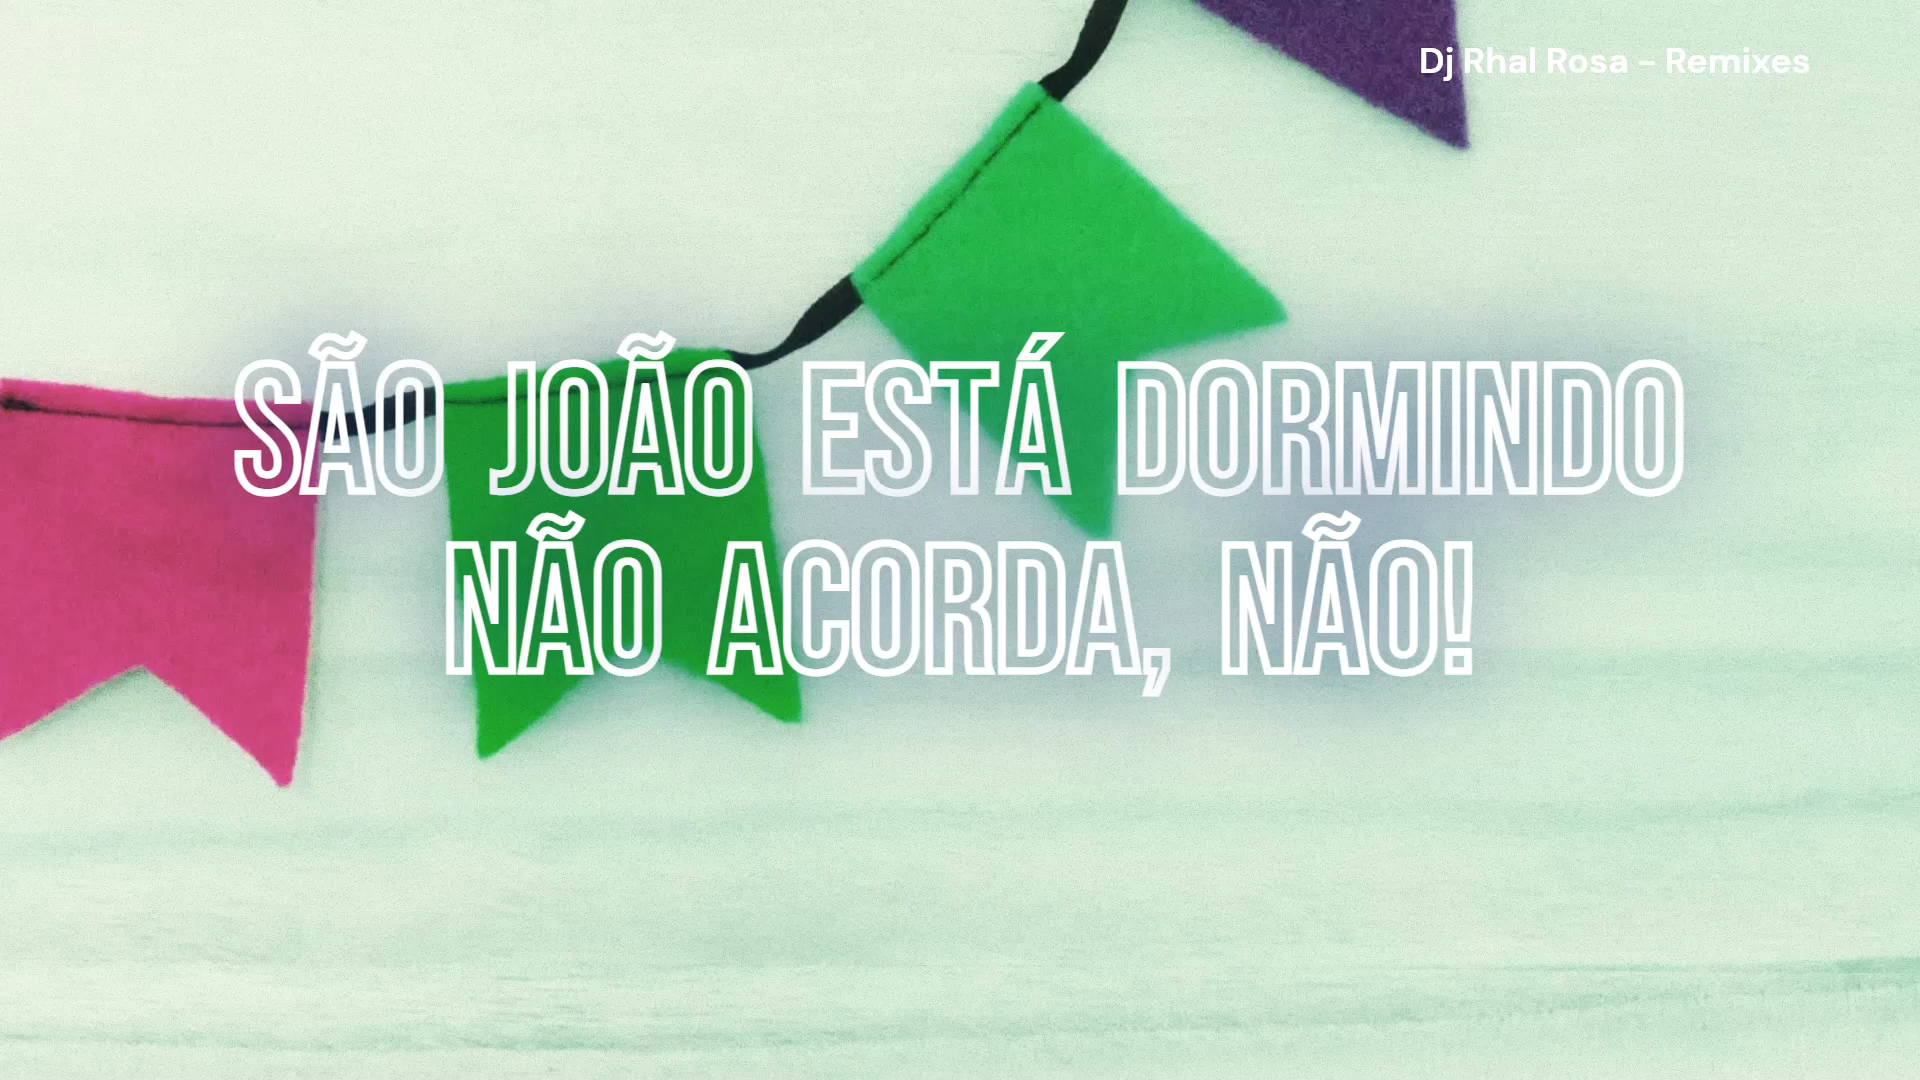 Dj Rhal Rosa - Remixes
SÃO JOÃO ESTÁ DORMINDO
NÃO ACORDA, NÃO!